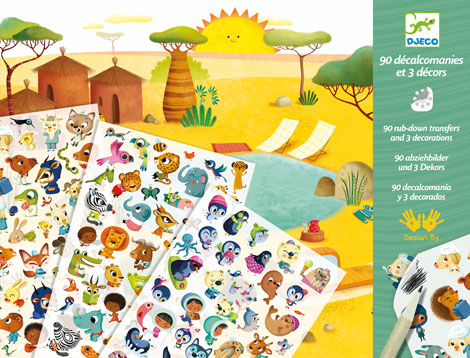 DJECO
90 décalcomanies
et 3 décors
90 rub-down transfers
and 3 decorations
90 abziehbilder
und 3 Dekors
90 decalcomanía
y 3 decorados
Design By